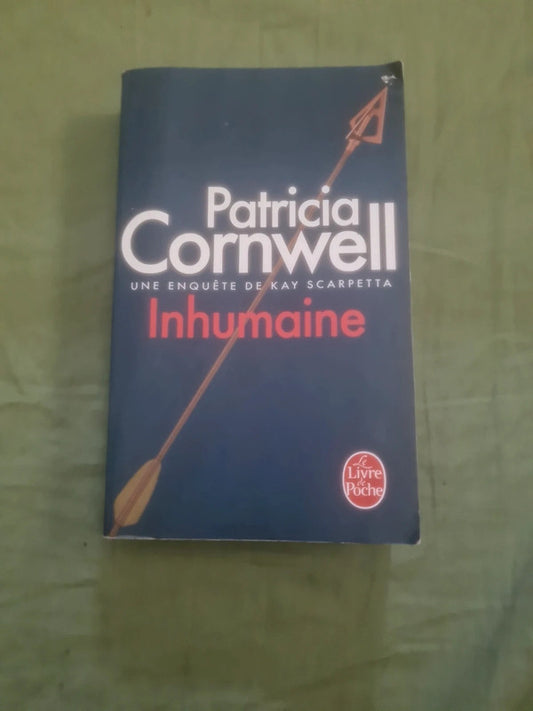 Patricia
Cornwell
UNE ENQUÊTE DE KAY SCARPETTA
Inhumaine
Le
Livre
de
Poche